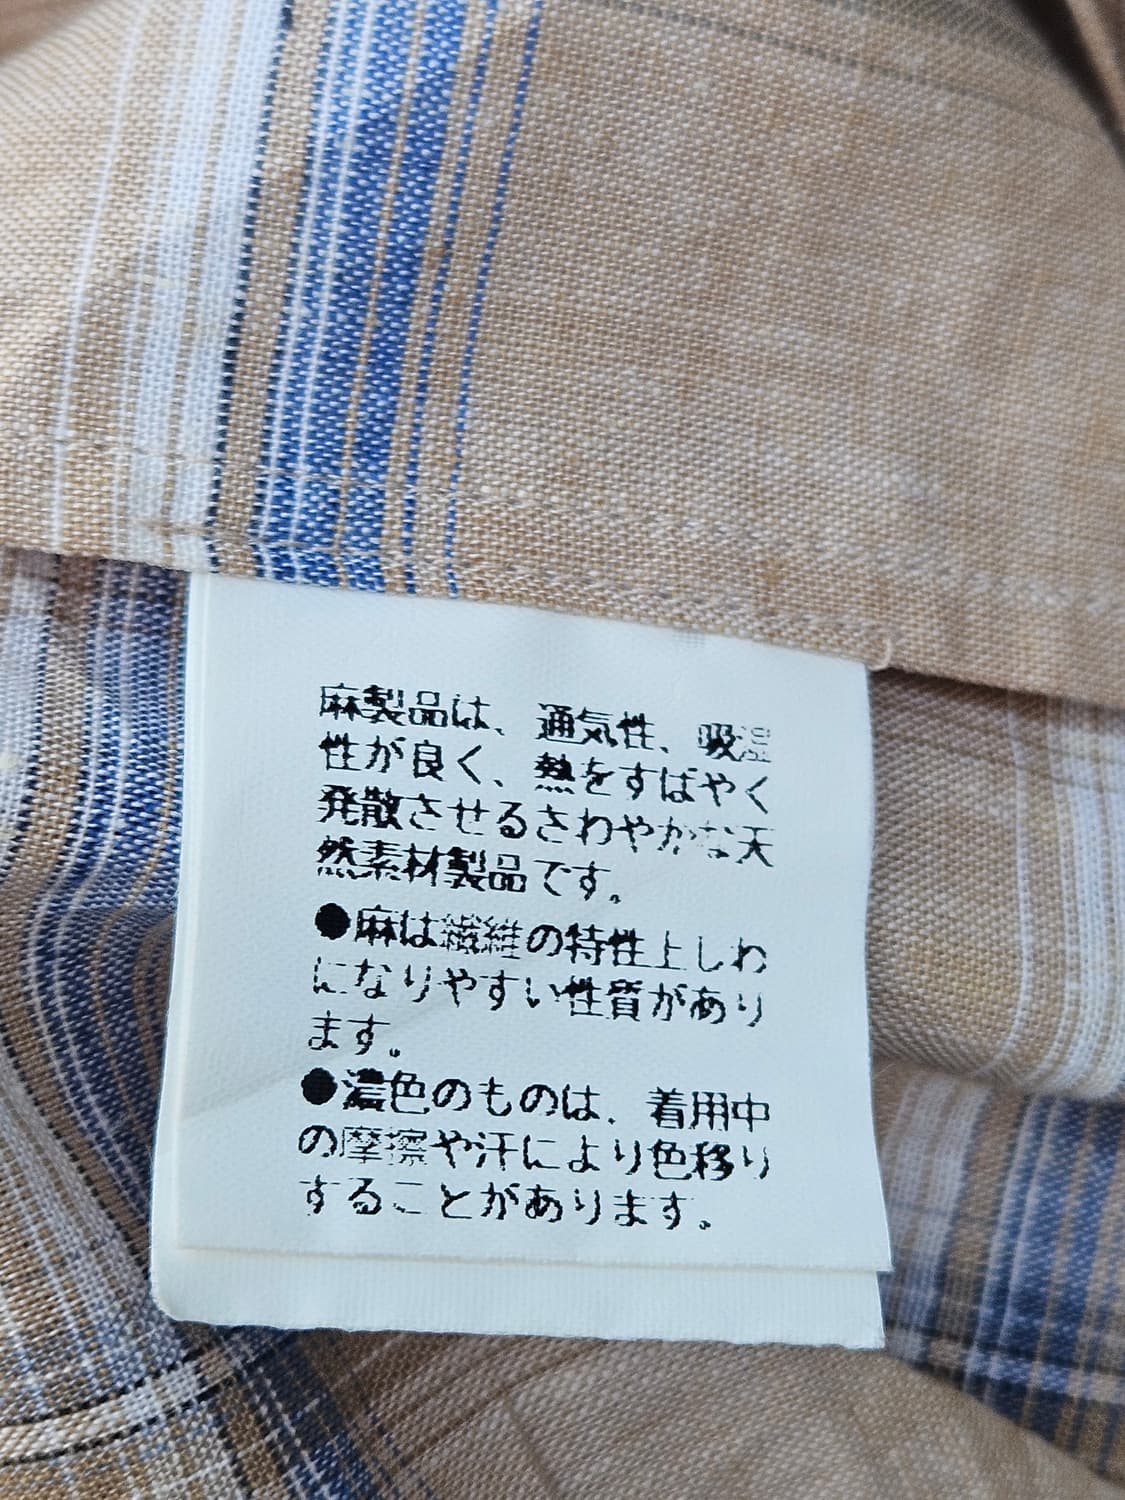 麻製品は、通気性、吸湿
性が良く、熱をすばやく
発散させるさわやかな天
然素材製品です。
●麻は繊維の特性上しわ
になりやすい性質があり
ます。
●濃色のものは、着用中
の摩擦や汗により色移り
することがあります。